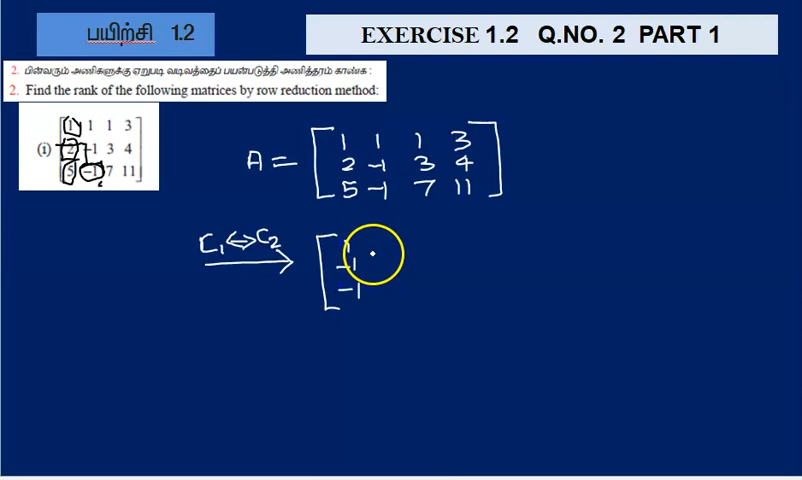 பயிற்சி 1.2
EXERCISE 1.2 Q.NO. 2 PART 1
2. பின்வரும் அணிகளுக்கு ஏறுபடி வடிவத்தைப் பயன்படுத்தி அணித்தரம் காண்க :
2. Find the rank of the following matrices by row reduction method:
1 1 1 3
(i) 2 -1 3 4
5 -1 7 11
1 1 1 3
A = 2 -1 3 4
5 -1 7 11
C₁ ⇔ C₂
1
-1
-1